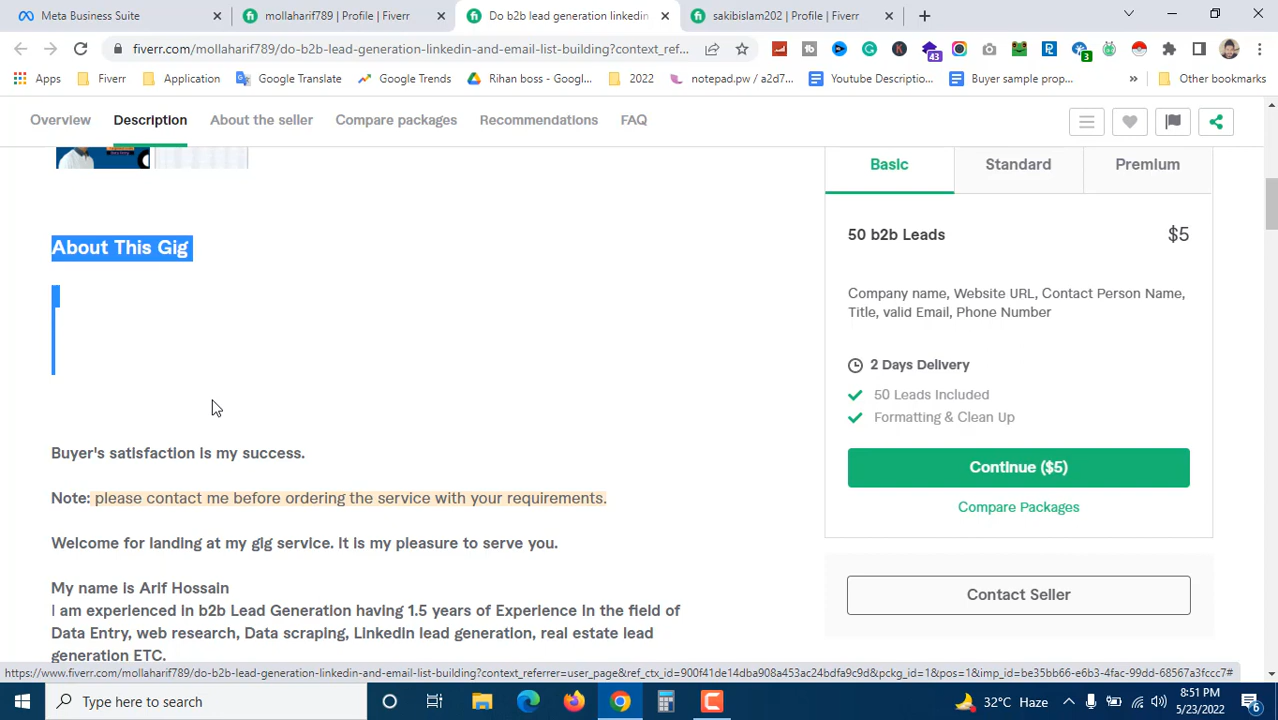 Meta Business Suite
mollaharif789 | Profile | Fiverr
Do b2b lead generation linkedin
sakibislam202 | Profile | Fiverr
fiverr.com/mollaharif789/do-b2b-lead-generation-linkedin-and-email-list-building?context_ref...
43
3
Apps
Fiverr
Application
Google Translate
Google Trends
Rihan boss - Googl...
2022
notepad.pw / a2d7...
Youtube Descriptio...
Buyer sample prop...
»
Other bookmarks
Overview
Description
About the seller
Compare packages
Recommendations
FAQ
Basic
Standard
Premium
About This Gig
50 b2b Leads
$5
Company name, Website URL, Contact Person Name,
Title, valid Email, Phone Number
2 Days Delivery
50 Leads Included
Formatting & Clean Up
Continue ($5)
Compare Packages
Contact Seller
Buyer's satisfaction is my success.
Note: please contact me before ordering the service with your requirements.
Welcome for landing at my gig service. It is my pleasure to serve you.
My name is Arif Hossain
I am experienced in b2b Lead Generation having 1.5 years of Experience in the field of
Data Entry, web research, Data scraping, Linkedin lead generation, real estate lead
generation ETC.
https://www.fiverr.com/mollaharif789/do-b2b-lead-generation-linkedin-and-email-list-building?context_referrer=user_page&ref_ctx_id=900f41de14dba908a453ac24bdfa9c9d&pckg_id=1&pos=1&imp_id=be35bb66-e6b3-4fac-99dd-68567a3fccc7#
Type here to search
32°C Haze
8:51 PM
5/23/2022
6